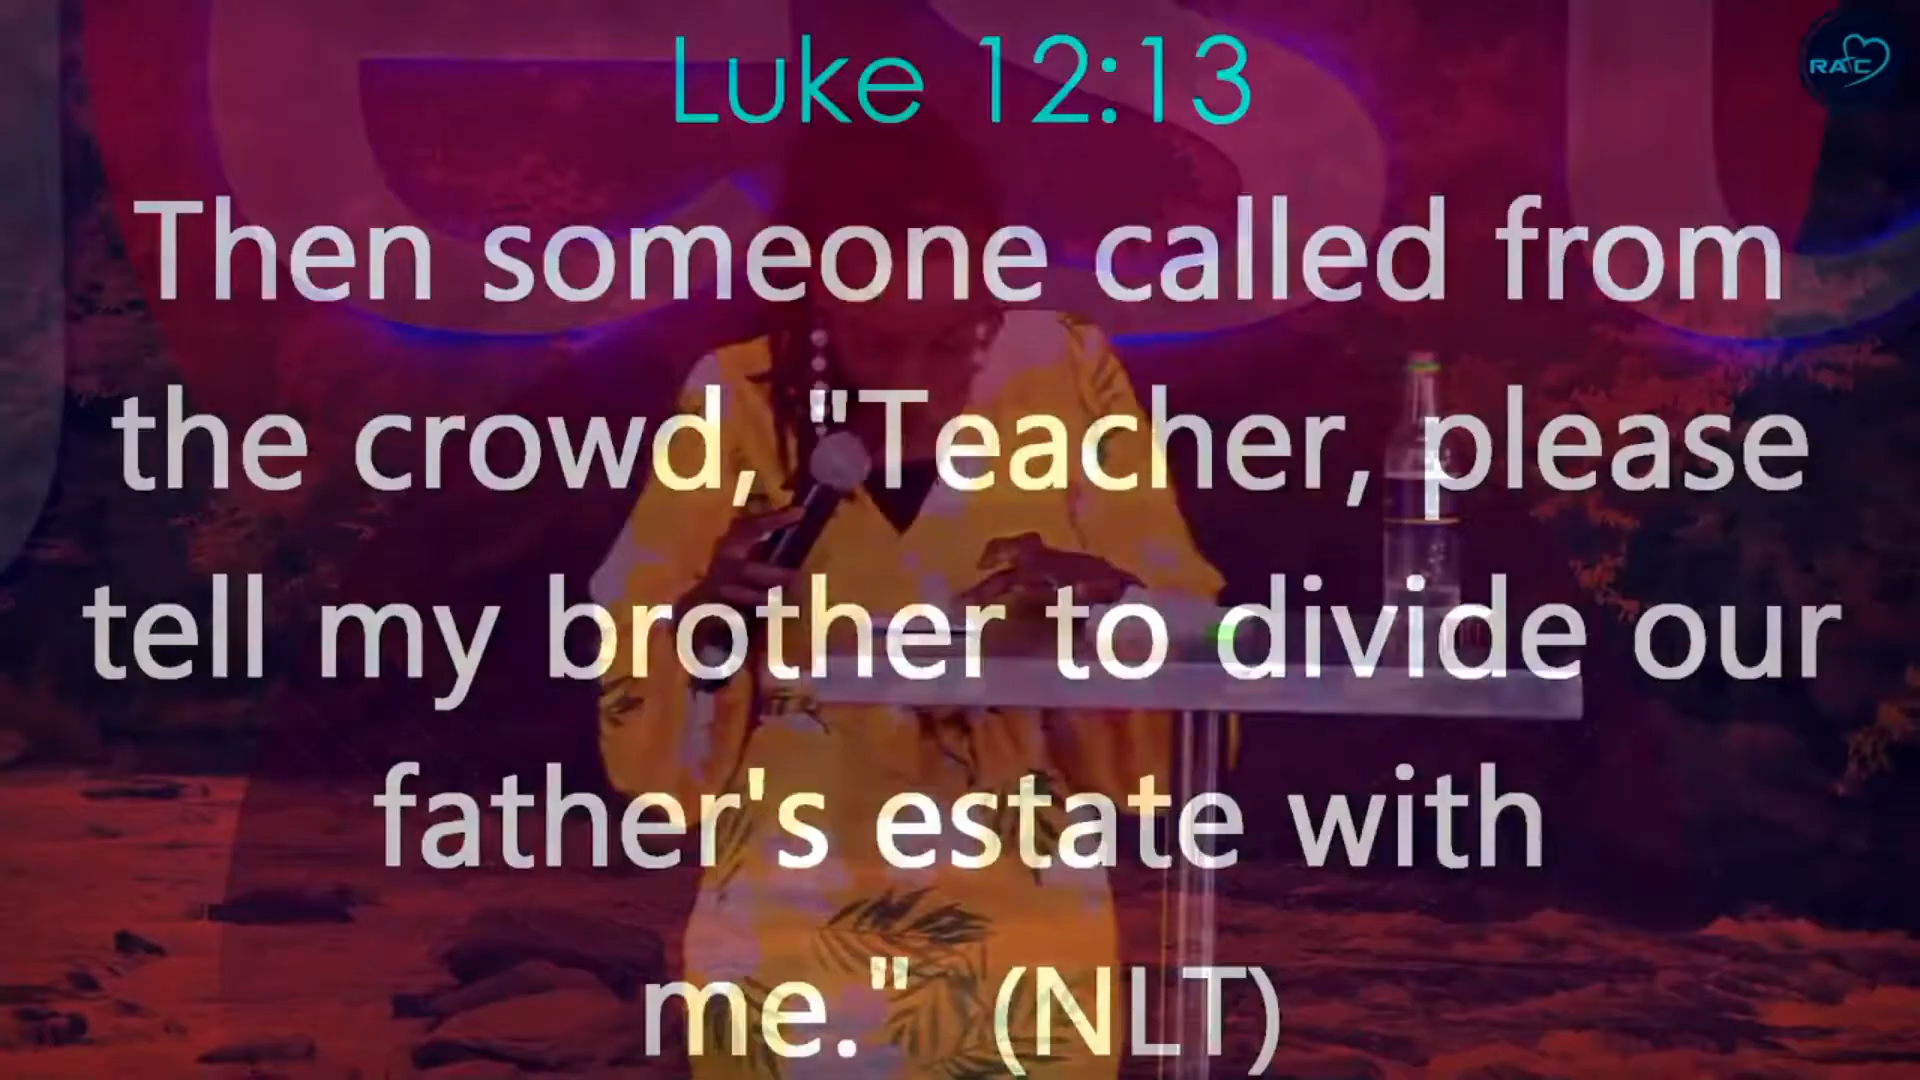 Luke 12:13
RAC
Then someone called from
the crowd, "Teacher, please
tell my brother to divide our
father's estate with
me." (NLT)